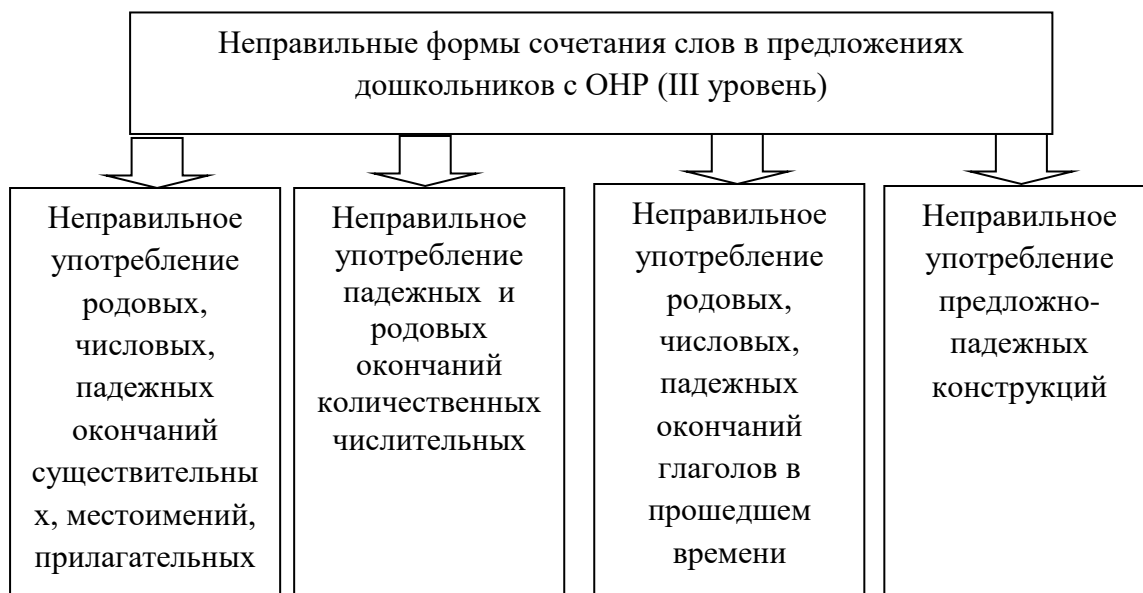 Неправильные формы сочетания слов в предложениях
дошкольников с ОНР (III уровень)
Неправильное
употребление
родовых,
числовых,
падежных
окончаний
существительны
х, местоимений,
прилагательных
Неправильное
употребление
падежных и
родовых
окончаний
количественных
числительных
Неправильное
употребление
родовых,
числовых,
падежных
окончаний
глаголов в
прошедшем
времени
Неправильное
употребление
предложно-
падежных
конструкций